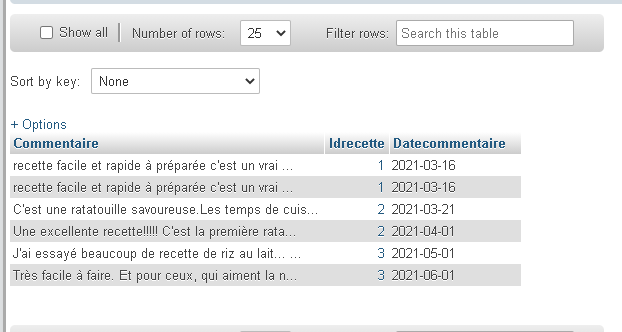 Show all Number of rows: 25 Filter rows: Search this table
Sort by key: None
+ Options
Commentaire Idrecette Datecommentaire
recette facile et rapide à préparée c'est un vrai ... 1 2021-03-16
recette facile et rapide à préparée c'est un vrai ... 1 2021-03-16
C'est une ratatouille savoureuse.Les temps de cuis... 2 2021-03-21
Une excellente recette!!!!! C'est la première rata... 2 2021-04-01
J'ai essayé beaucoup de recette de riz au lait... ... 3 2021-05-01
Très facile à faire. Et pour ceux, qui aiment la n... 3 2021-06-01